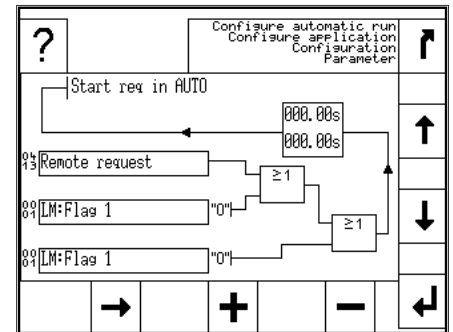 ?
Configure automatic run
Configure application
Configuration
Parameter
Start req in AUTO
000.00s
000.00s
04
13
Remote request
≥1
00
01
LM:Flag 1
"0"
≥1
00
01
LM:Flag 1
"0"